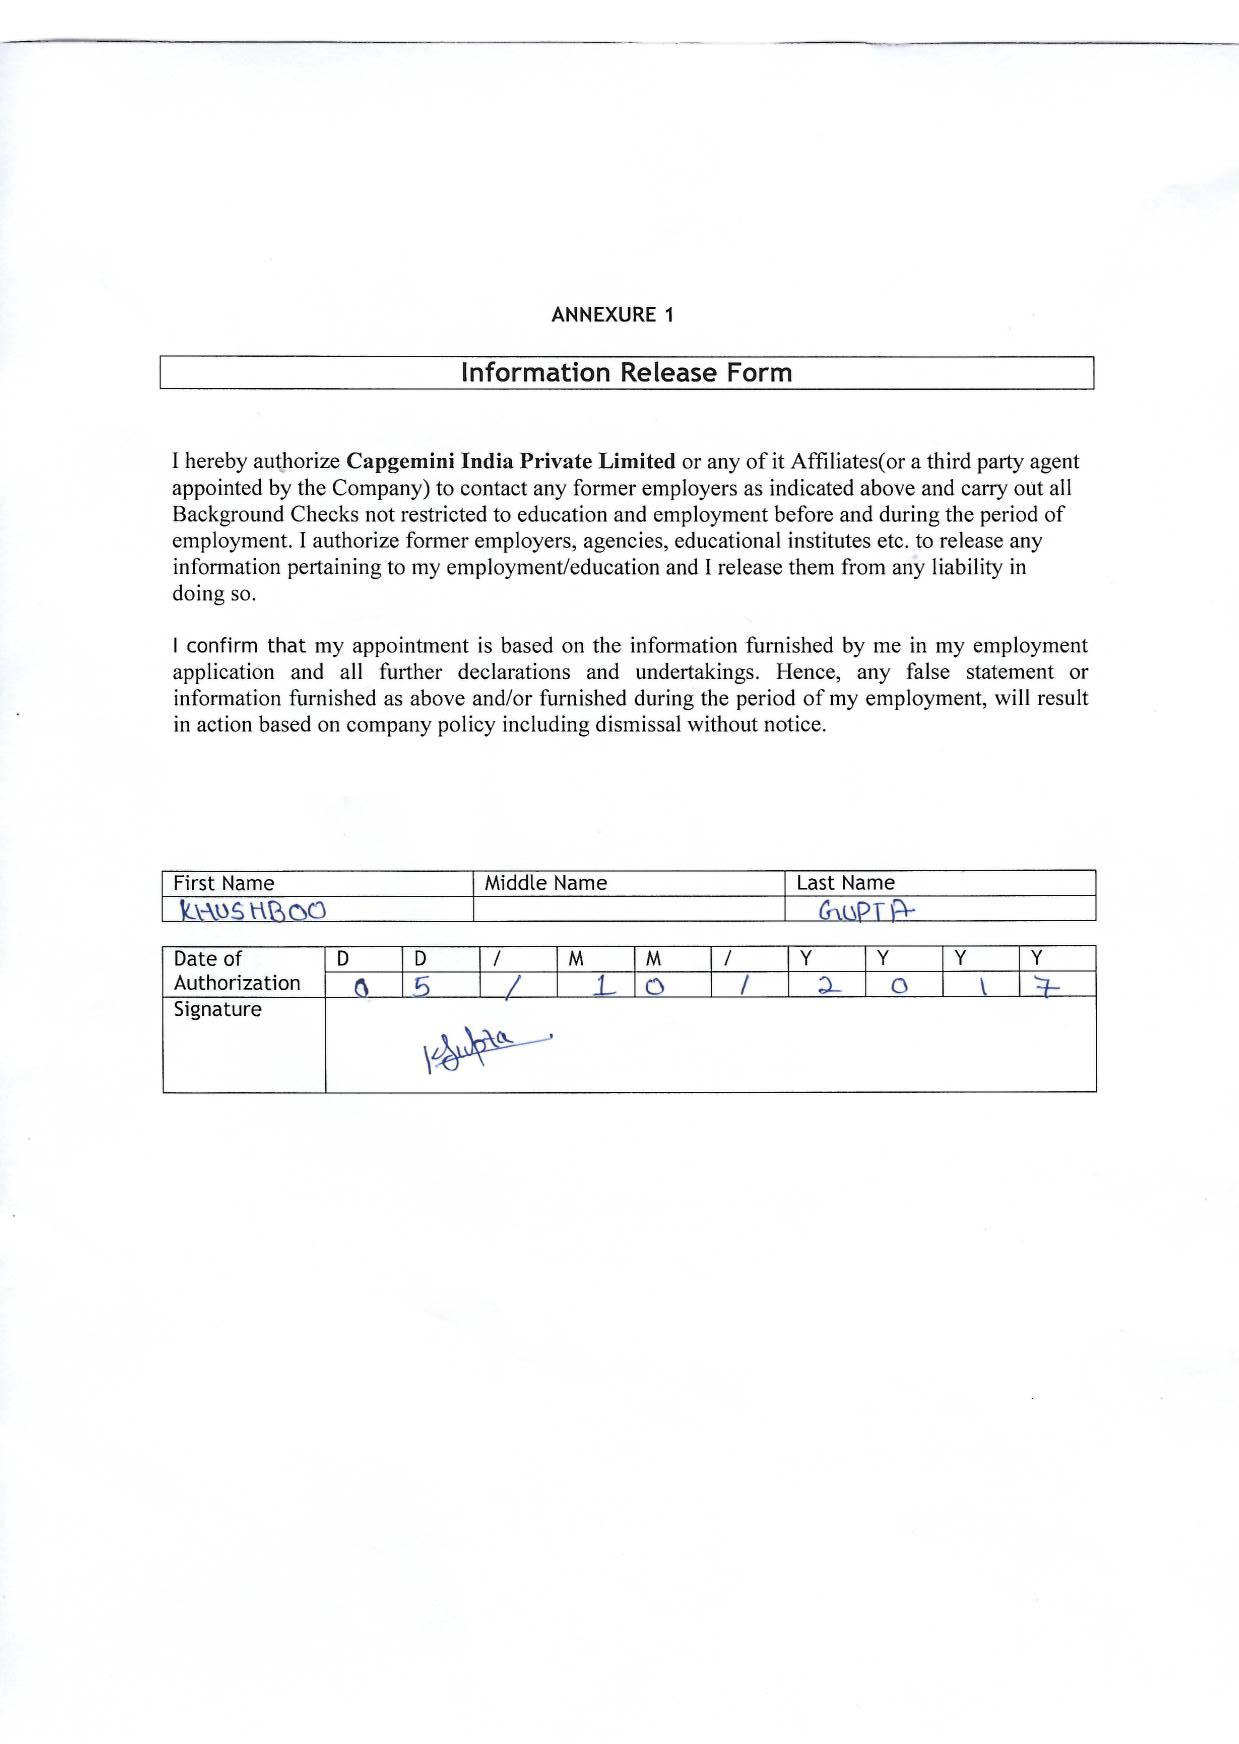 ANNEXURE 1
Information Release Form
I hereby authorize Capgemini India Private Limited or any of it Affiliates(or a third party agent
appointed by the Company) to contact any former employers as indicated above and carry out all
Background Checks not restricted to education and employment before and during the period of
employment. I authorize former employers, agencies, educational institutes etc. to release any
information pertaining to my employment/education and I release them from any liability in
doing so.
I confirm that my appointment is based on the information furnished by me in my employment
application and all further declarations and undertakings. Hence, any false statement or
information furnished as above and/or furnished during the period of my employment, will result
in action based on company policy including dismissal without notice.
First Name Middle Name Last Name
KHUSHBOO GUPTA
Date of D D / M M / Y Y Y Y
Authorization 0 5 / 1 0 / 2 0 1 7
Signature
KGupta